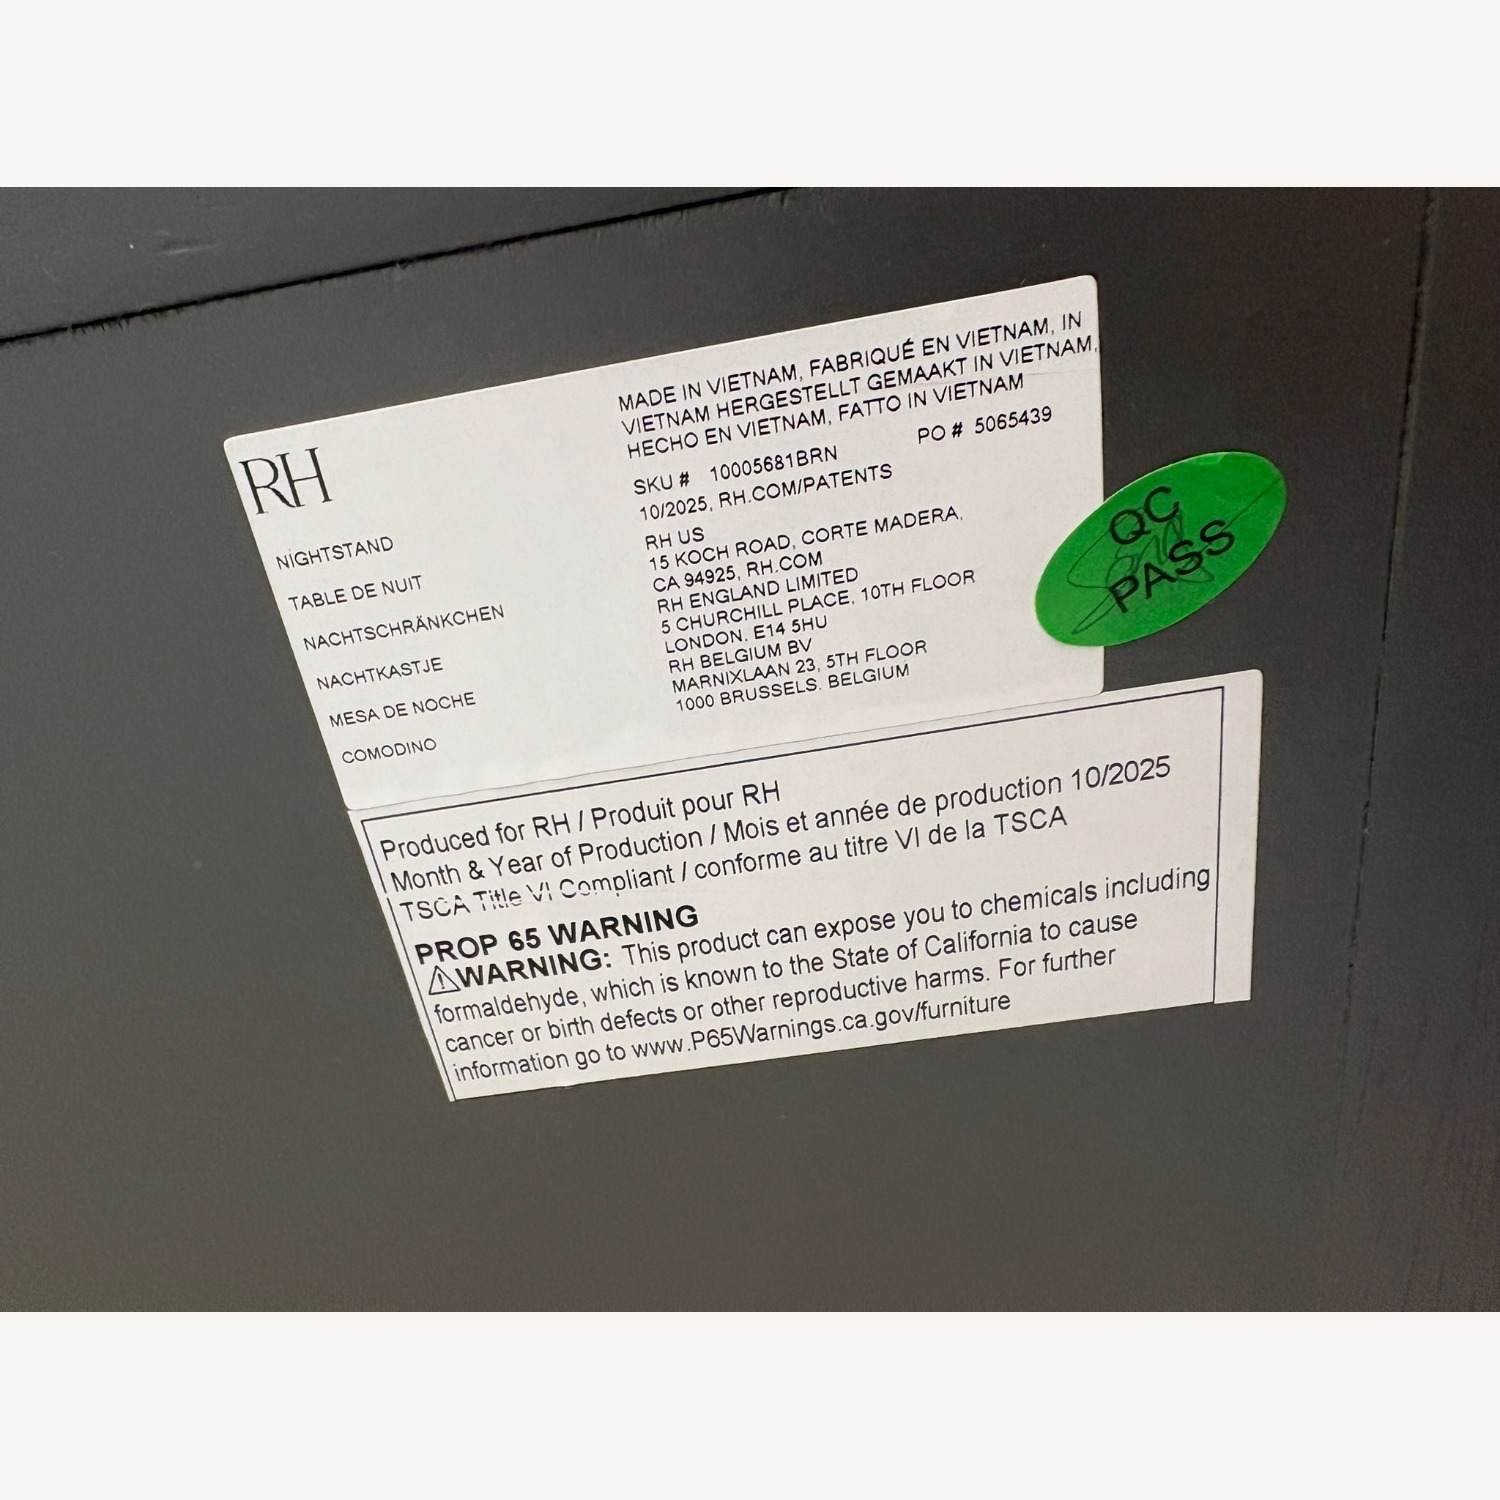 RH
NIGHTSTAND
TABLE DE NUIT
NACHTSCHRÄNKCHEN
NACHTKASTJE
MESA DE NOCHE
COMODINO
MADE IN VIETNAM, FABRIQUÉ EN VIETNAM, IN
VIETNAM HERGESTELLT GEMAAKT IN VIETNAM,
HECHO EN VIETNAM, FATTO IN VIETNAM
SKU # 10005681BRN PO # 5065439
10/2025, RH.COM/PATENTS
RH US
15 KOCH ROAD, CORTE MADERA,
CA 94925, RH.COM
RH ENGLAND LIMITED
5 CHURCHILL PLACE, 10TH FLOOR
LONDON, E14 5HU
RH BELGIUM BV
MARNIXLAAN 23, 5TH FLOOR
1000 BRUSSELS. BELGIUM
QC
PASS
Produced for RH / Produit pour RH
Month & Year of Production / Mois et année de production 10/2025
TSCA Title VI Compliant / conforme au titre VI de la TSCA
PROP 65 WARNING
⚠WARNING: This product can expose you to chemicals including
formaldehyde, which is known to the State of California to cause
cancer or birth defects or other reproductive harms. For further
information go to www.P65Warnings.ca.gov/furniture